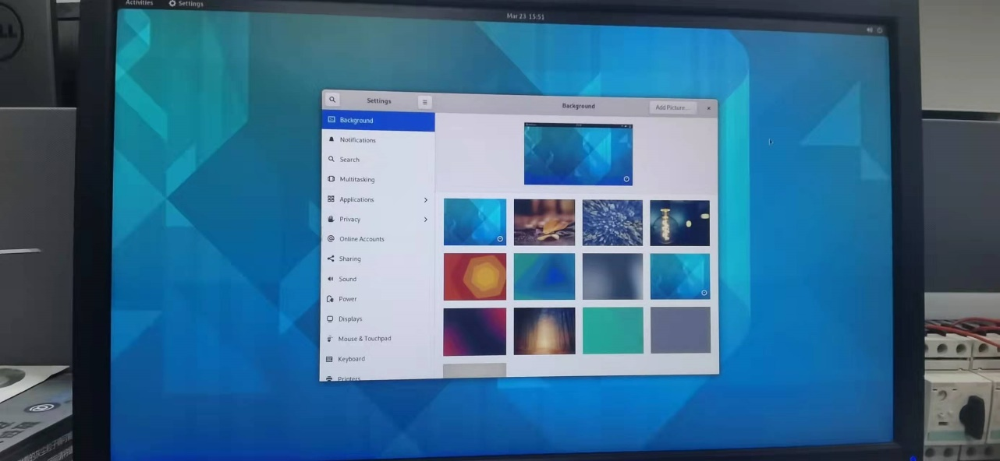 Activities Settings
Mar 23 15:51
Settings
Background
Add Picture...
Background
Notifications
Search
Multitasking
Applications
Privacy
Online Accounts
Sharing
Sound
Power
Displays
Mouse & Touchpad
Keyboard
Printers